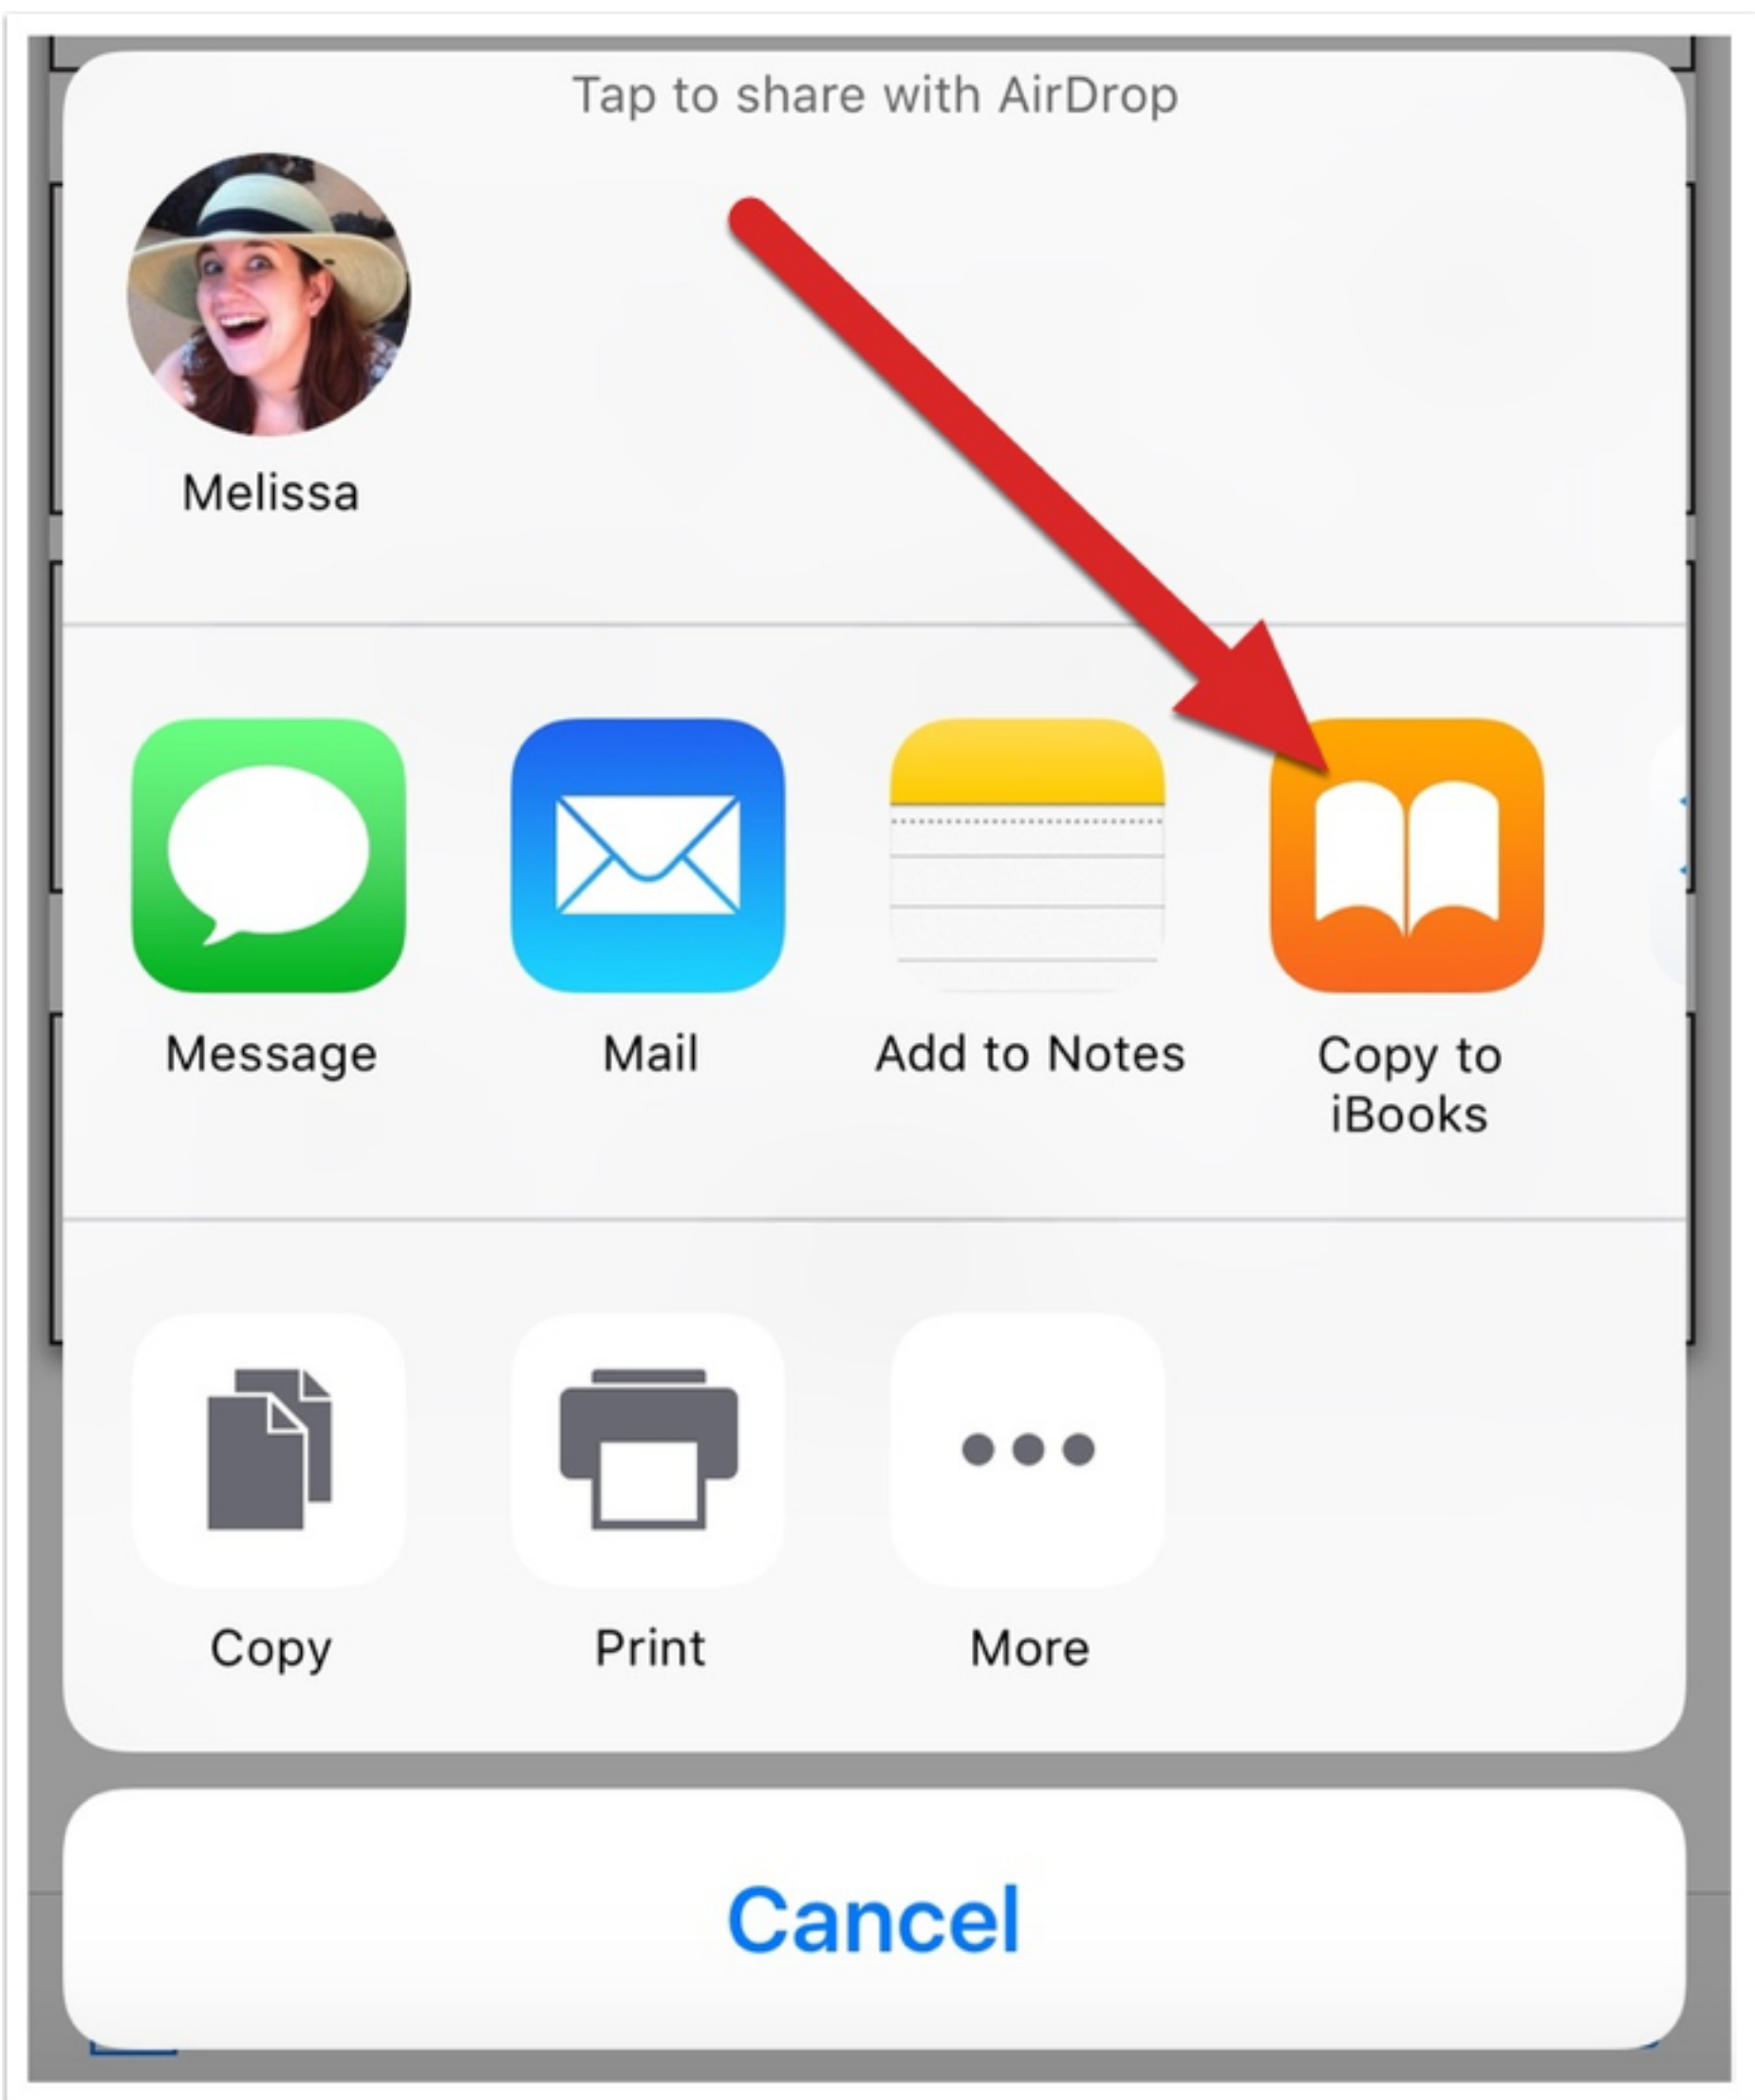 Tap to share with AirDrop
Melissa
Message
Mail
Add to Notes
Copy to
iBooks
Copy
Print
More
Cancel